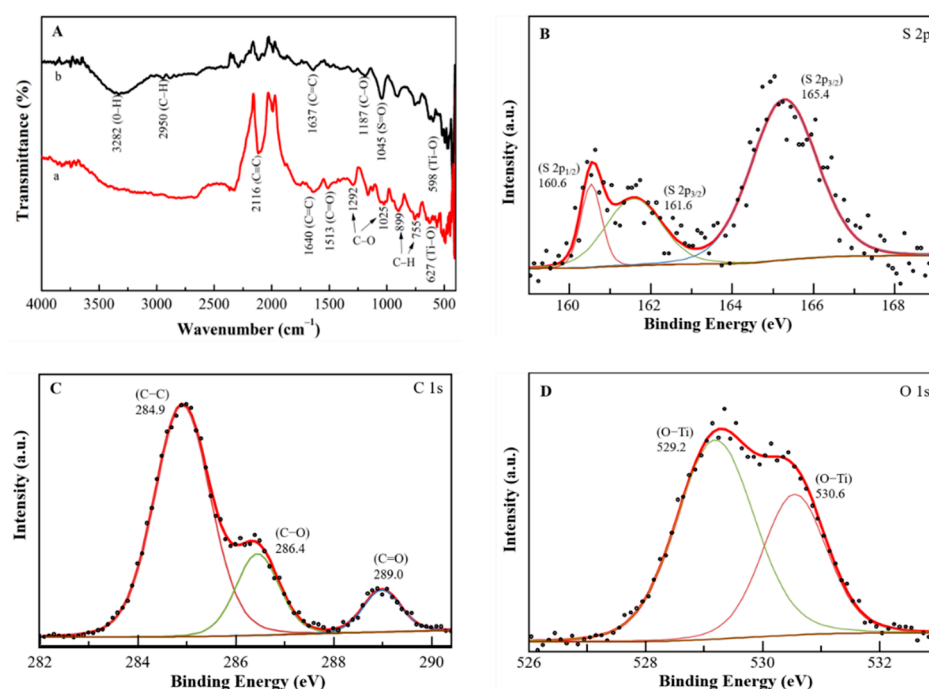 A
b
3282 (0–H)
2950 (C–H)
1637 (C=C)
1187 (C–O)
1045 (S=O)
598 (Ti–O)
a
2116 (C=C)
1640 (C=C)
1513 (C=O)
1292
1025
C–O
899
755
C–H
627 (Ti–O)
Transmittance (%)
4000 3500 3000 2500 2000 1500 1000 500
Wavenumber (cm⁻¹)
B
S 2p
(S 2p1/2)
160.6
(S 2p3/2)
161.6
(S 2p3/2)
165.4
Intensity (a.u.)
160 162 164 166 168
Binding Energy (eV)
C
C 1s
(C−C)
284.9
(C−O)
286.4
(C=O)
289.0
Intensity (a.u.)
282 284 286 288 290
Binding Energy (eV)
D
O 1s
(O−Ti)
529.2
(O−Ti)
530.6
Intensity (a.u.)
526 528 530 532
Binding Energy (eV)